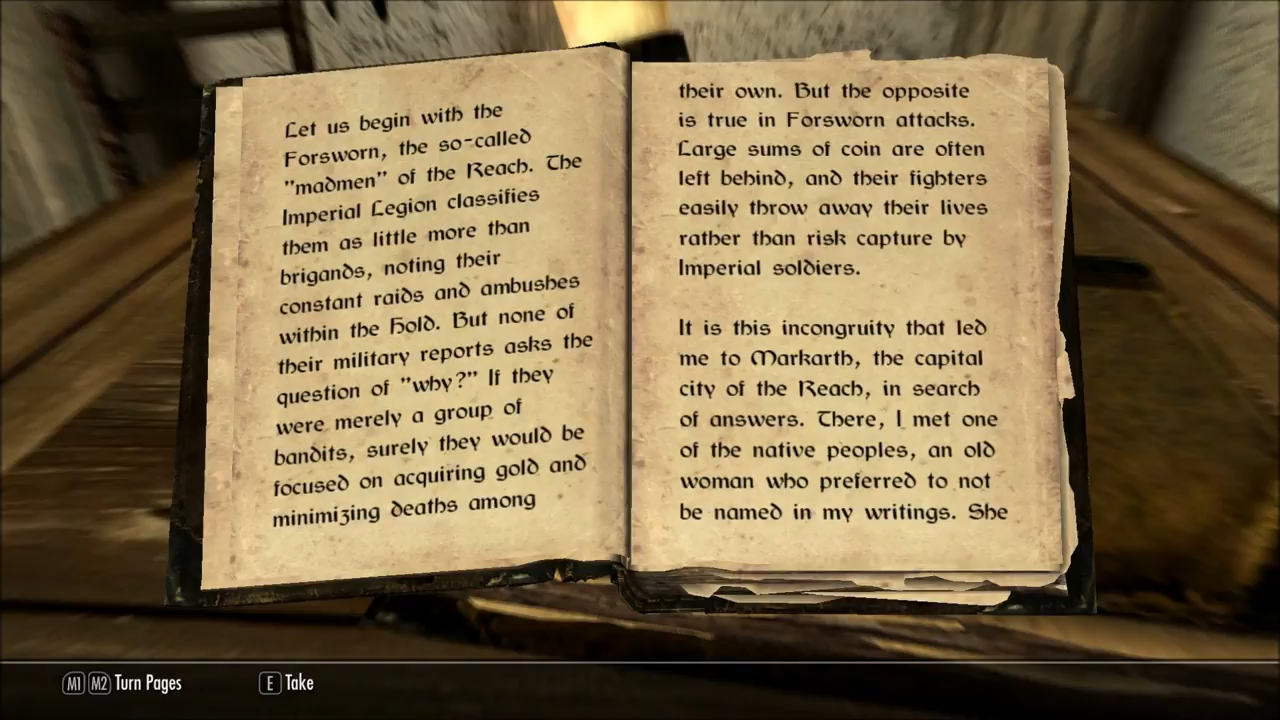 Let us begin with the
Forsworn, the so-called
"madmen" of the Reach. The
Imperial Legion classifies
them as little more than
brigands, noting their
constant raids and ambushes
within the Hold. But none of
their military reports asks the
question of "why?" If they
were merely a group of
bandits, surely they would be
focused on acquiring gold and
minimizing deaths among
their own. But the opposite
is true in Forsworn attacks.
Large sums of coin are often
left behind, and their fighters
easily throw away their lives
rather than risk capture by
Imperial soldiers.
It is this incongruity that led
me to Markarth, the capital
city of the Reach, in search
of answers. There, I met one
of the native peoples, an old
woman who preferred to not
be named in my writings. She
M1 M2 Turn Pages
E Take